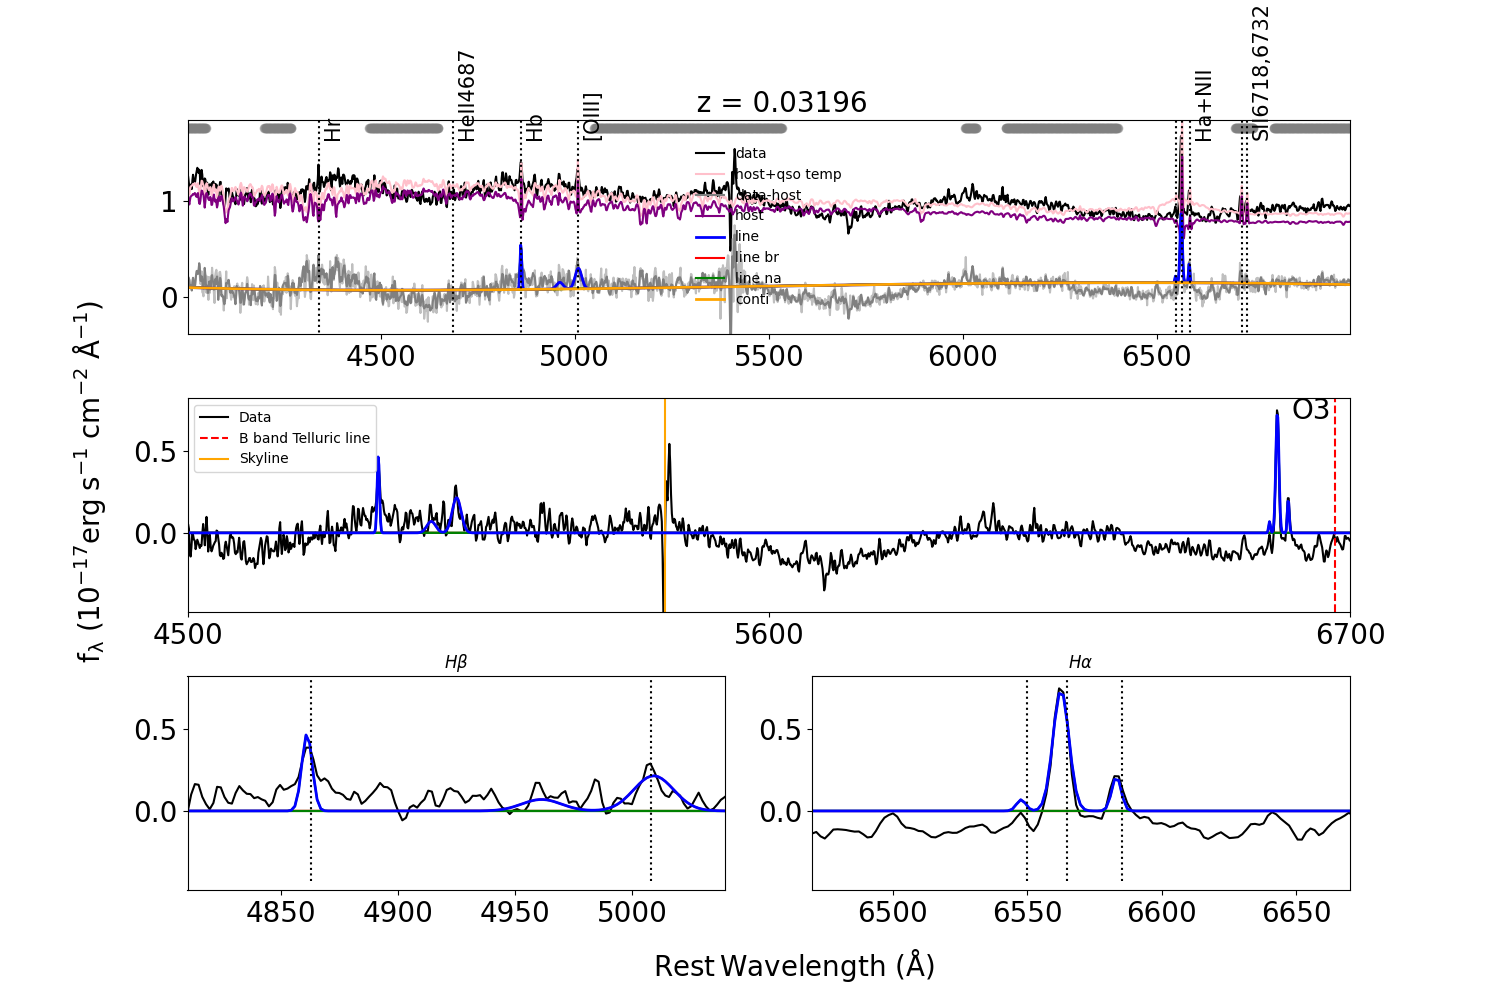 z = 0.03196
Hr
HeII4687
Hb
[OIII]
Ha+NII
SII6718,6732
data
host+qso temp
data-host
host
line
line br
line na
conti
1
0
4500 5000 5500 6000 6500
Data
B band Telluric line
Skyline
O3
0.5
0.0
4500 5600 6700
fλ (10⁻¹⁷erg s⁻¹ cm⁻² Å⁻¹)
Hβ
0.5
0.0
4850 4900 4950 5000
Hα
0.5
0.0
6500 6550 6600 6650
Rest Wavelength (Å)